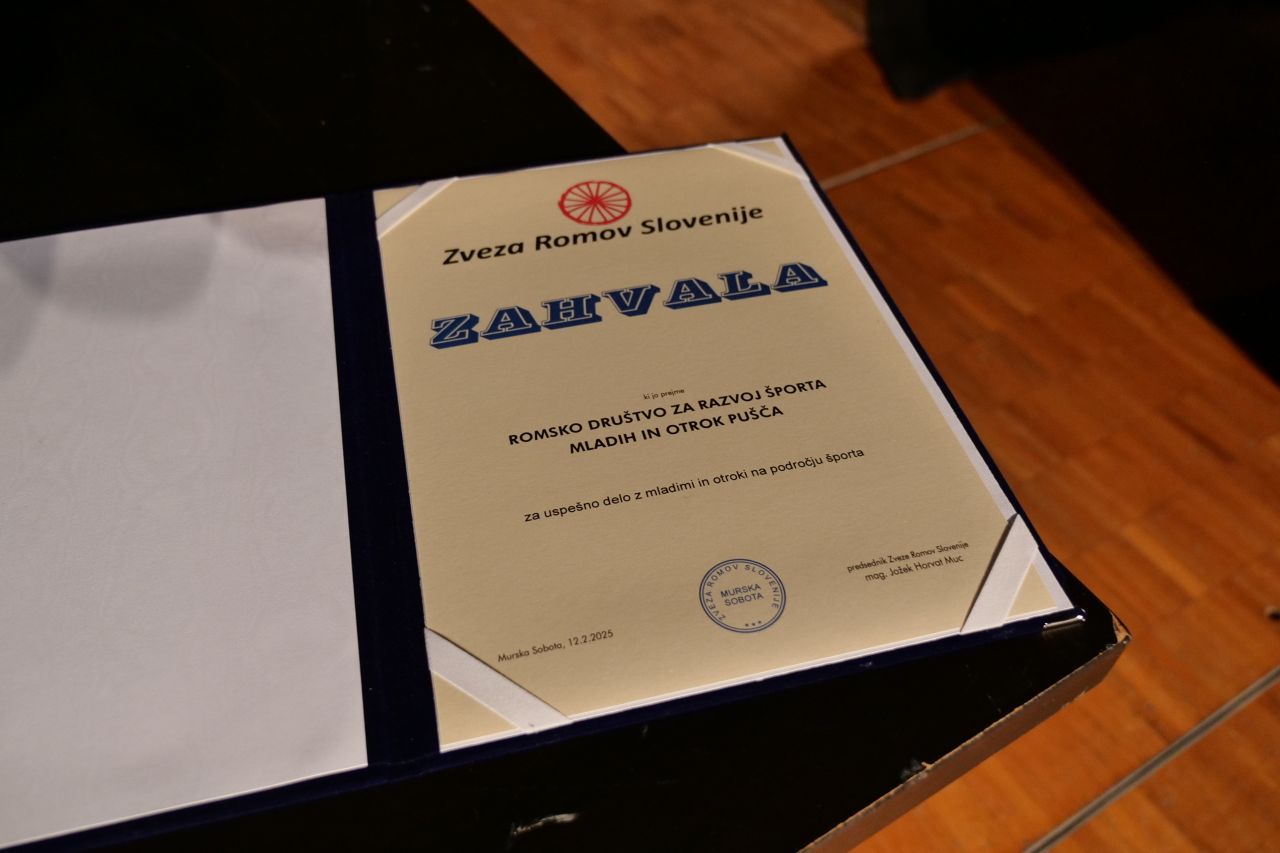 Zveza Romov Slovenije
ZAHVALA
ki jo prejme
ROMSKO DRUŠTVO ZA RAZVOJ ŠPORTA
MLADIH IN OTROK PUŠČA
za uspešno delo z mladimi in otroki na področju športa
predsednik Zveze Romov Slovenije
mag. Jožek Horvat Muc
ZVEZA ROMOV SLOVENIJE
MURSKA
SOBOTA
Murska Sobota, 12.2.2025